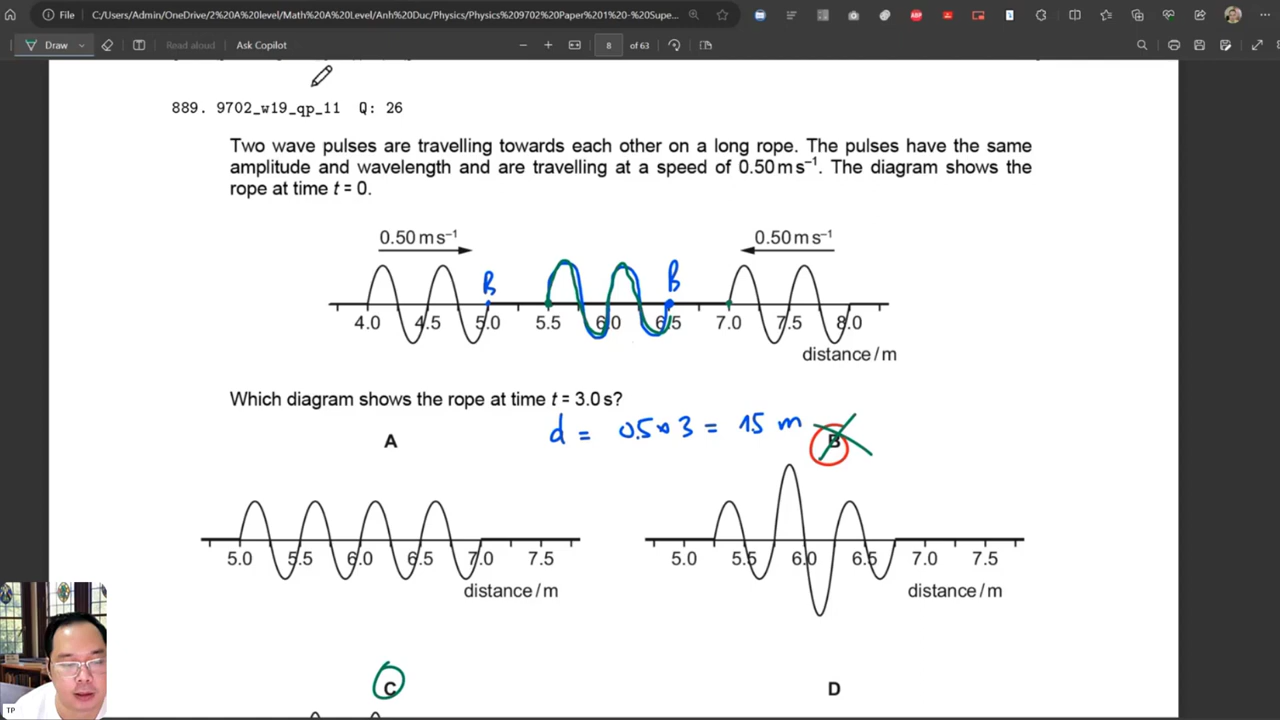 File
C:/Users/Admin/OneDrive/2%20A%20level/Math%20A%20Level/Anh%20Duc/Physics/Physics%209702%20Paper%201%20-%20Supe...
Draw
Read aloud
Ask Copilot
8
of 63
889. 9702_w19_qp_11 Q: 26
Two wave pulses are travelling towards each other on a long rope. The pulses have the same
amplitude and wavelength and are travelling at a speed of 0.50 m s⁻¹. The diagram shows the
rope at time t = 0.
0.50 m s⁻¹
0.50 m s⁻¹
B
B
4.0 4.5 5.0 5.5 6.0 6.5 7.0 7.5 8.0
distance / m
Which diagram shows the rope at time t = 3.0 s?
d = 0.5 × 3 = 1.5 m
A
B
5.0 5.5 6.0 6.5 7.0 7.5
distance / m
5.0 5.5 6.0 6.5 7.0 7.5
distance / m
C
D
TP